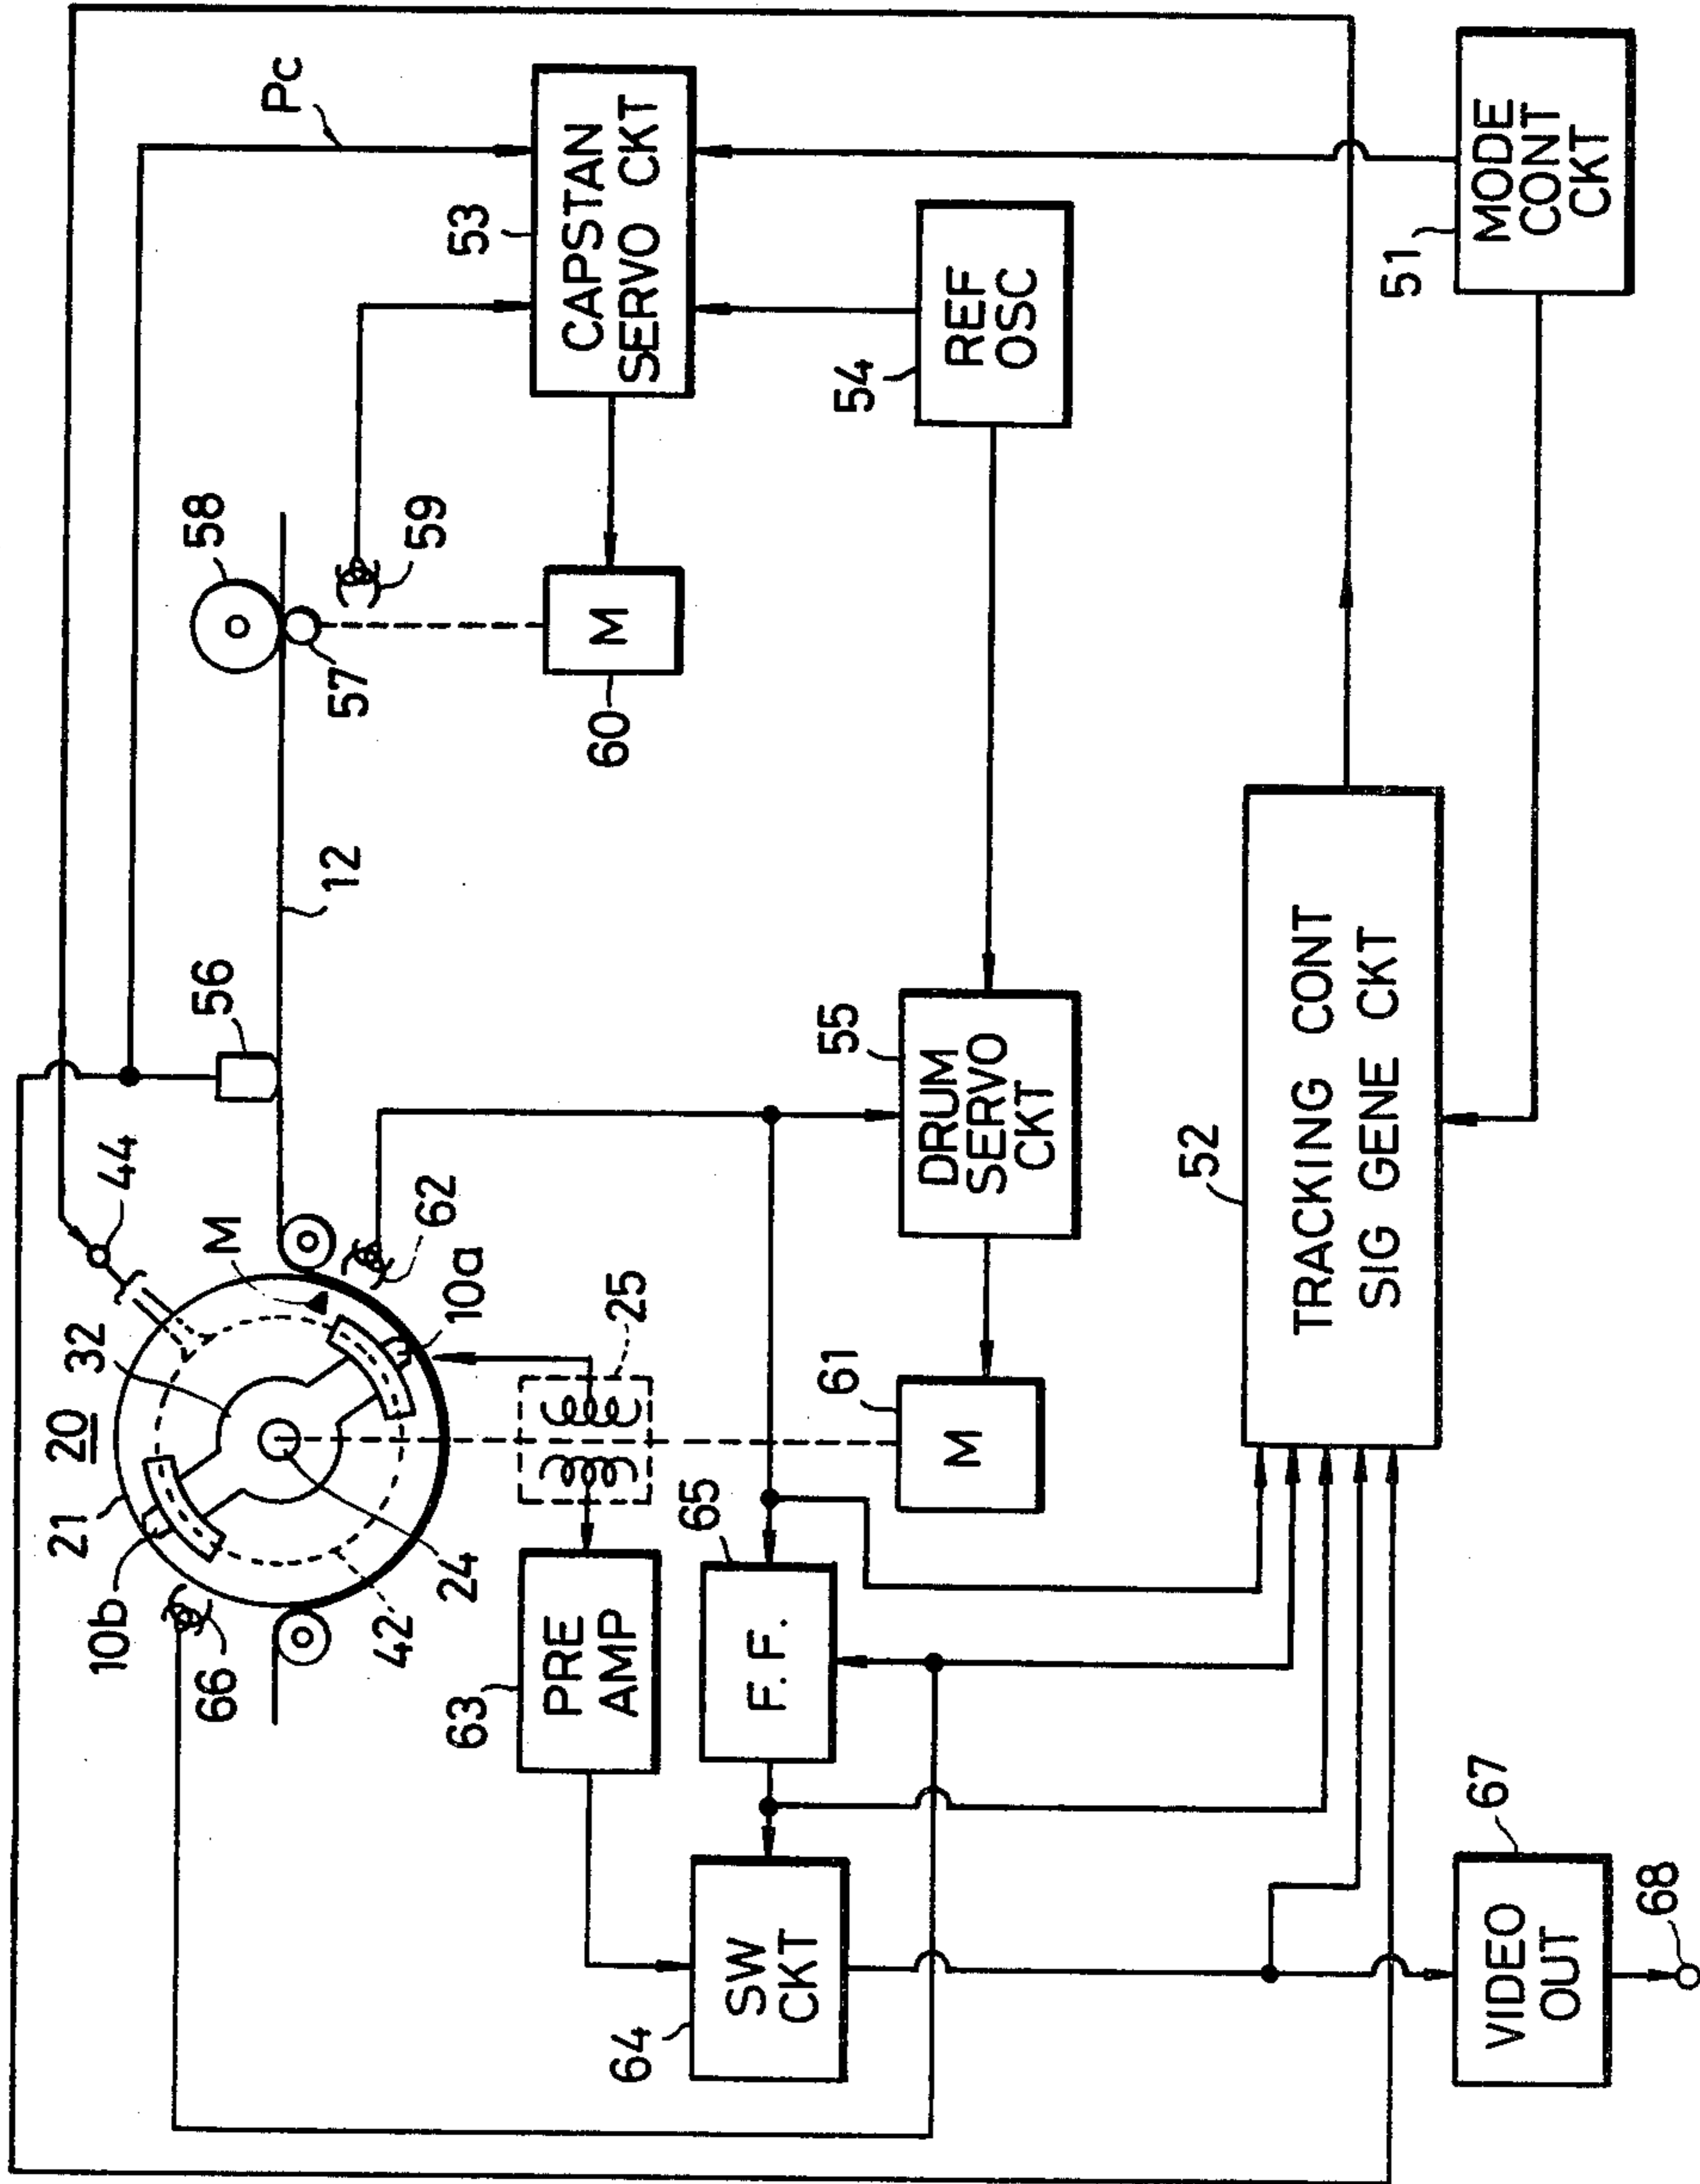 20
21
32
10b
66
M
44
56
12
58
Pc
57
59
62
10a
24
42
25
63
PRE
AMP
60
M
53
CAPSTAN
SERVO CKT
54
REF
OSC
55
DRUM
SERVO
CKT
61
M
65
F.F.
64
SW
CKT
52
TRACKING CONT
SIG GENE CKT
51
MODE
CONT
CKT
67
VIDEO
OUT
68